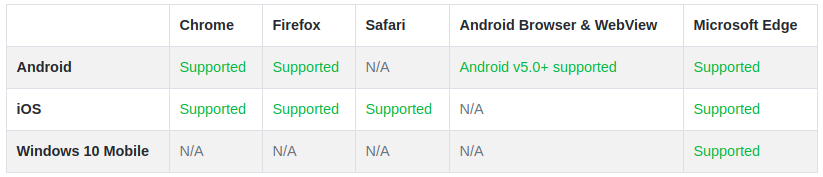 Chrome Firefox Safari Android Browser & WebView Microsoft Edge
Android Supported Supported N/A Android v5.0+ supported Supported
iOS Supported Supported Supported N/A Supported
Windows 10 Mobile N/A N/A N/A N/A Supported